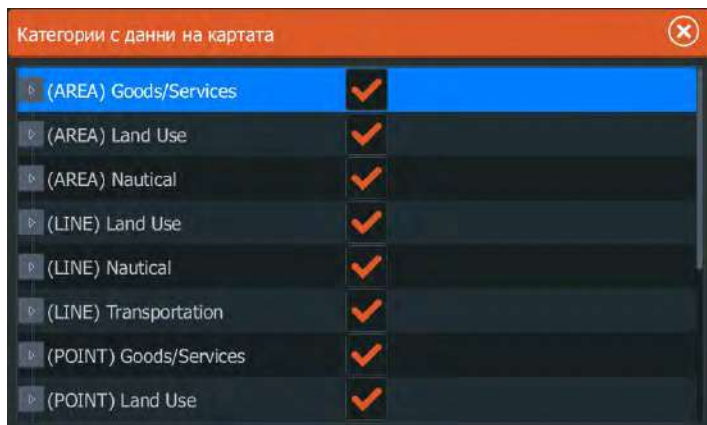 Категории с данни на картата
(AREA) Goods/Services
(AREA) Land Use
(AREA) Nautical
(LINE) Land Use
(LINE) Nautical
(LINE) Transportation
(POINT) Goods/Services
(POINT) Land Use